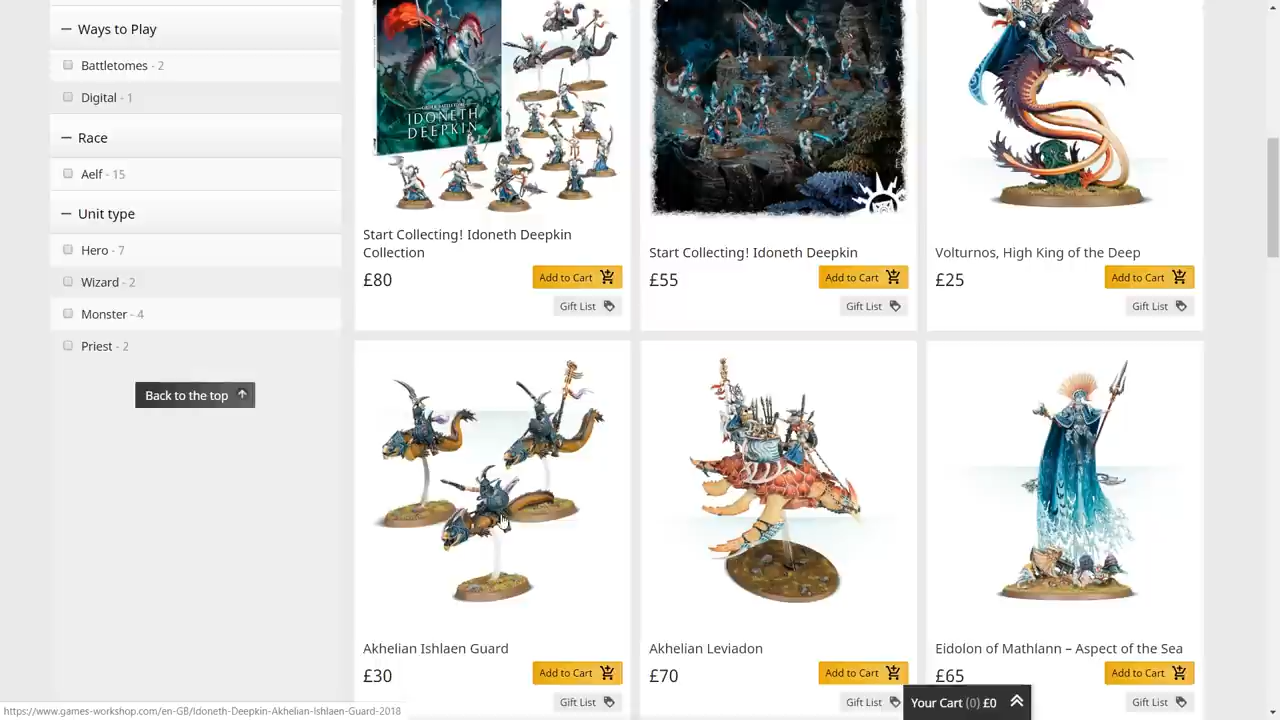 Ways to Play
Battletomes - 2
Digital - 1
Race
Aelf - 15
Unit type
Hero - 7
Monster - 4
Priest - 2
Back to the top
IDONETH
DEEPKIN
Start Collecting! Idoneth Deepkin
Collection
£80
Add to Cart
Gift List
Start Collecting! Idoneth Deepkin
£55
Add to Cart
Gift List
Volturnos, High King of the Deep
£25
Add to Cart
Gift List
Akhelian Ishlaen Guard
£30
Add to Cart
Gift List
Akhelian Leviadon
£70
Add to Cart
Gift List
Eidolon of Mathlann – Aspect of the Sea
£65
Add to Cart
Gift List
Your Cart (0) £0
https://www.games-workshop.com/en-GB/Idoneth-Deepkin-Akhelian-Ishlaen-Guard-2018